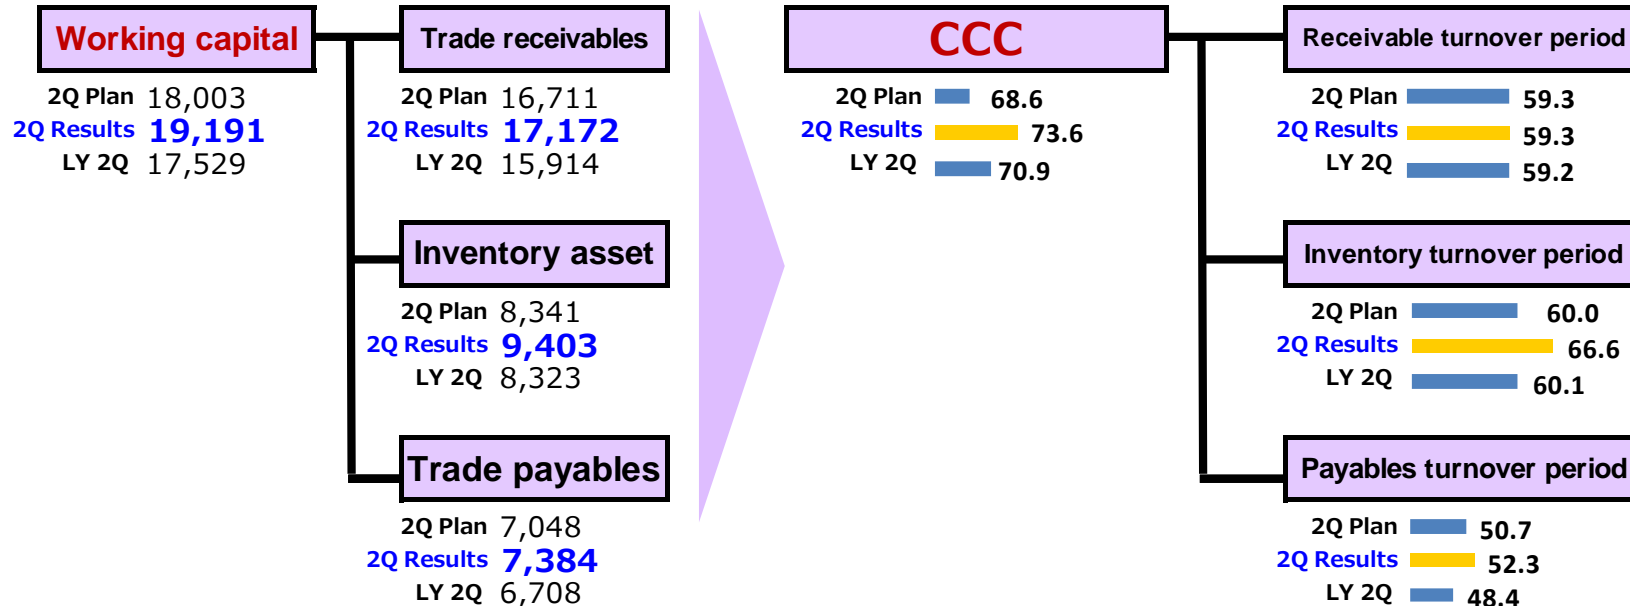 Working capital
2Q Plan 18,003
2Q Results 19,191
LY 2Q 17,529
Trade receivables
2Q Plan 16,711
2Q Results 17,172
LY 2Q 15,914
Inventory asset
2Q Plan 8,341
2Q Results 9,403
LY 2Q 8,323
Trade payables
2Q Plan 7,048
2Q Results 7,384
LY 2Q 6,708
CCC
2Q Plan 68.6
2Q Results 73.6
LY 2Q 70.9
Receivable turnover period
2Q Plan 59.3
2Q Results 59.3
LY 2Q 59.2
Inventory turnover period
2Q Plan 60.0
2Q Results 66.6
LY 2Q 60.1
Payables turnover period
2Q Plan 50.7
2Q Results 52.3
LY 2Q 48.4